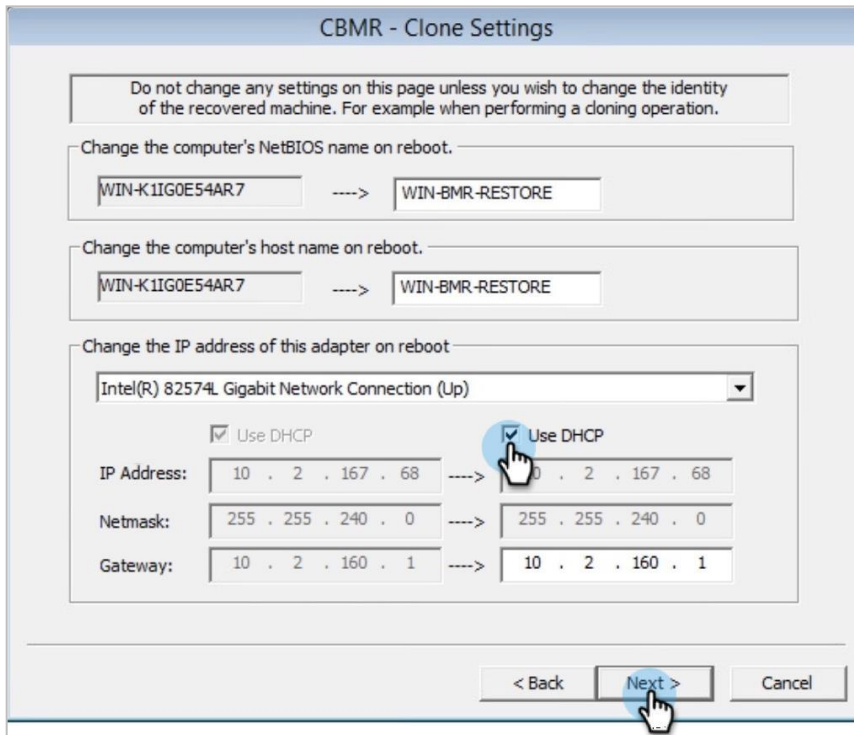 CBMR - Clone Settings
Do not change any settings on this page unless you wish to change the identity
of the recovered machine. For example when performing a cloning operation.
Change the computer's NetBIOS name on reboot.
WIN-K1IG0E54AR7 ----> WIN-BMR-RESTORE
Change the computer's host name on reboot.
WIN-K1IG0E54AR7 ----> WIN-BMR-RESTORE
Change the IP address of this adapter on reboot
Intel(R) 82574L Gigabit Network Connection (Up)
Use DHCP Use DHCP
IP Address: 10 . 2 . 167 . 68 ----> 0 . 2 . 167 . 68
Netmask: 255 . 255 . 240 . 0 ----> 255 . 255 . 240 . 0
Gateway: 10 . 2 . 160 . 1 ----> 10 . 2 . 160 . 1
< Back Next > Cancel